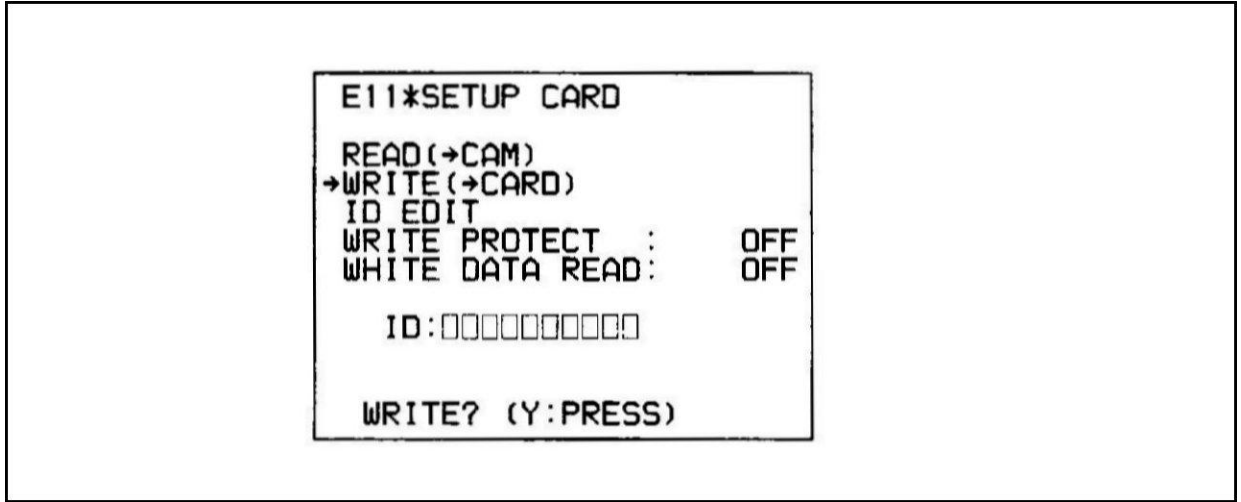 E11*SETUP CARD
READ(→CAM)
→WRITE(→CARD)
ID EDIT
WRITE PROTECT : OFF
WHITE DATA READ: OFF
ID:□□□□□□□□□□
WRITE? (Y:PRESS)